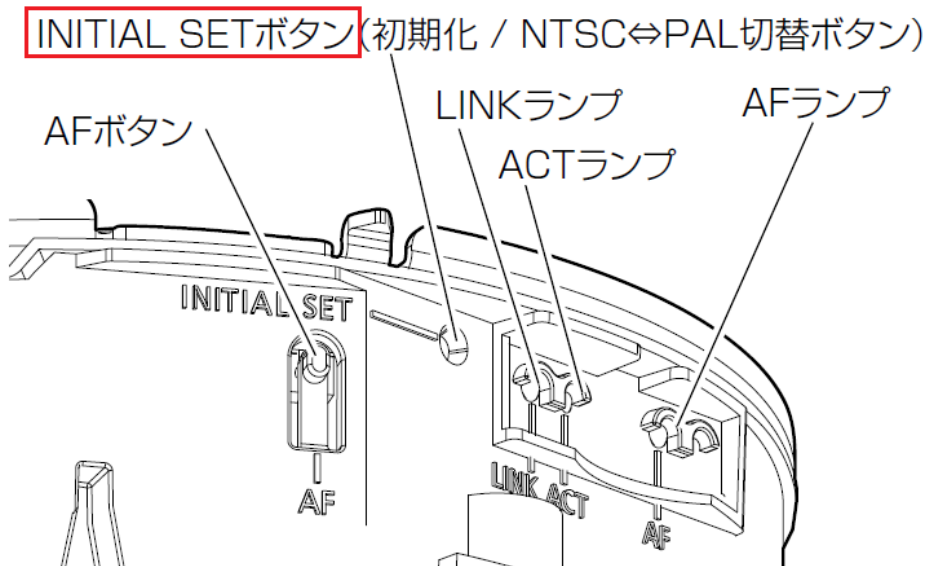 INITIAL SETボタン(初期化 / NTSC⇔PAL切替ボタン)
LINKランプ
AFランプ
AFボタン
ACTランプ
INITIAL SET
LINK ACT
AF
AF